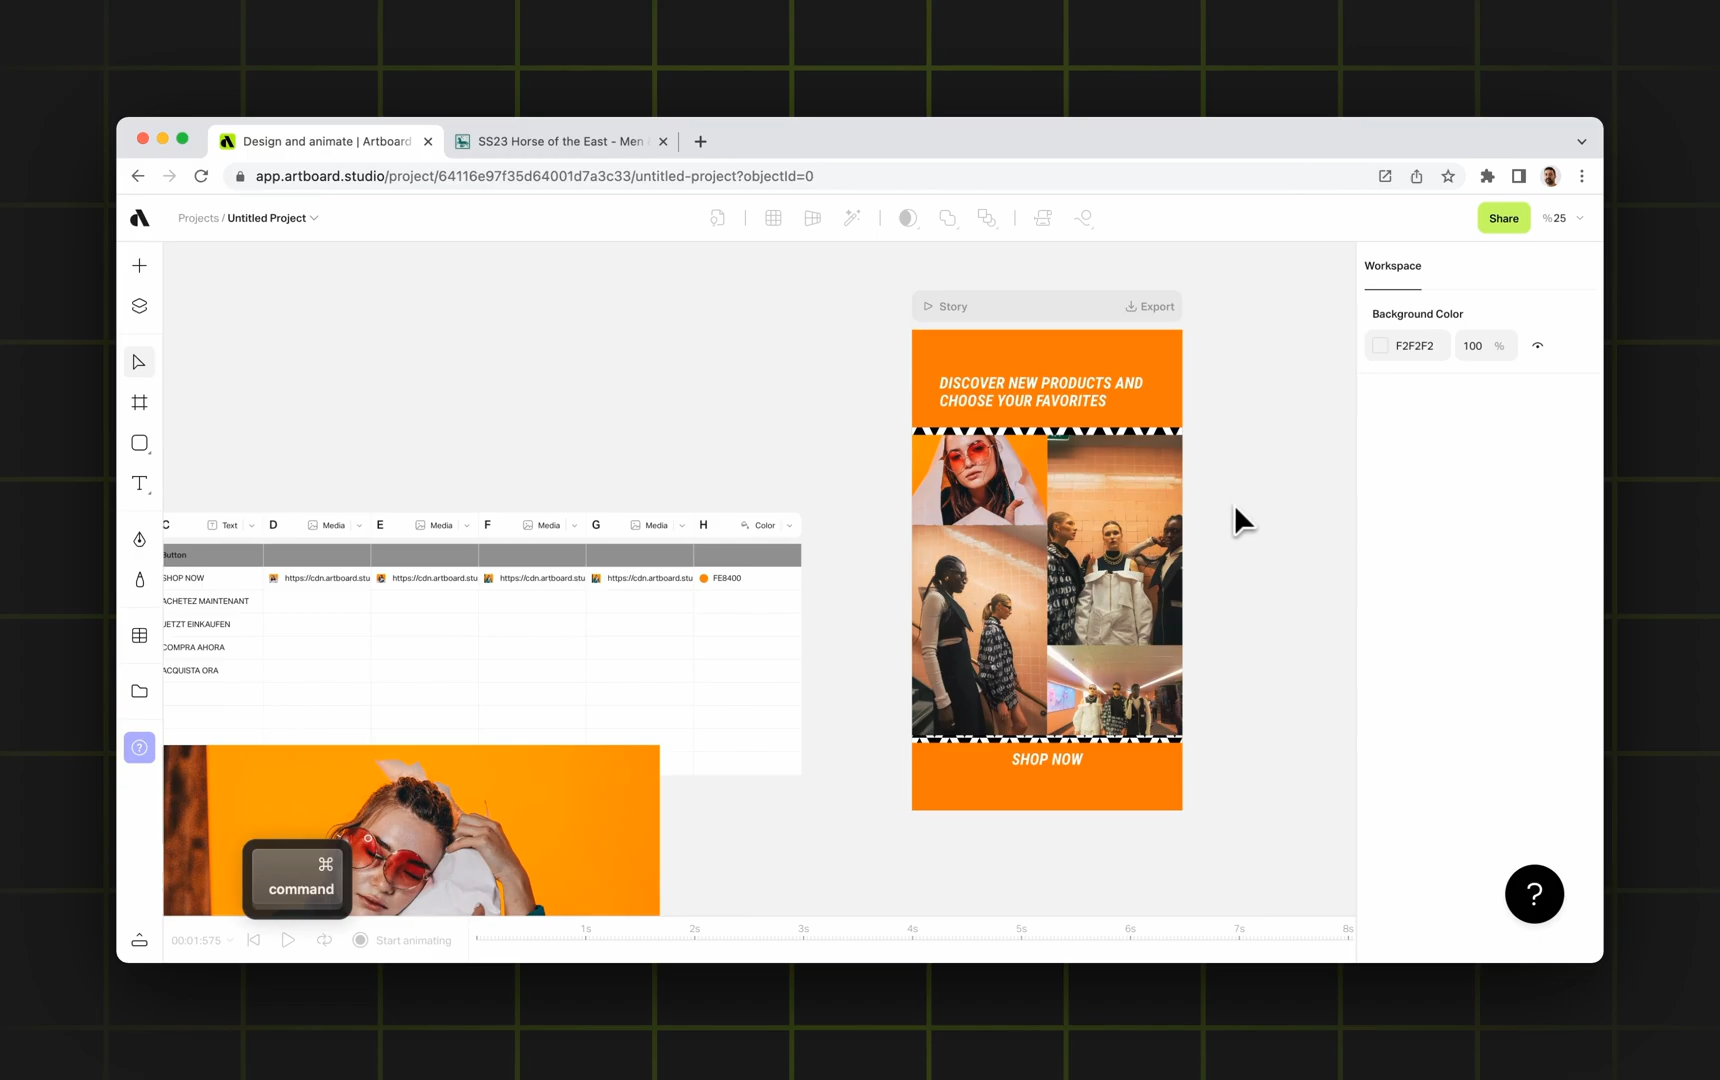 Design and animate | Artboard
SS23 Horse of the East - Men
app.artboard.studio/project/64116e97f35d64001d7a3c33/untitled-project?objectId=0
Projects / Untitled Project
Share
%25
Workspace
Background Color
F2F2F2
100 %
Story
Export
DISCOVER NEW PRODUCTS AND
CHOOSE YOUR FAVORITES
SHOP NOW
C Text D Media E Media F Media G Media H Color
Button
SHOP NOW https://cdn.artboard.stu https://cdn.artboard.stu https://cdn.artboard.stu https://cdn.artboard.stu FE8400
ACHETEZ MAINTENANT
JETZT EINKAUFEN
COMPRA AHORA
ACQUISTA ORA
⌘
command
00:01:575
Start animating
1s 2s 3s 4s 5s 6s 7s 8s
?